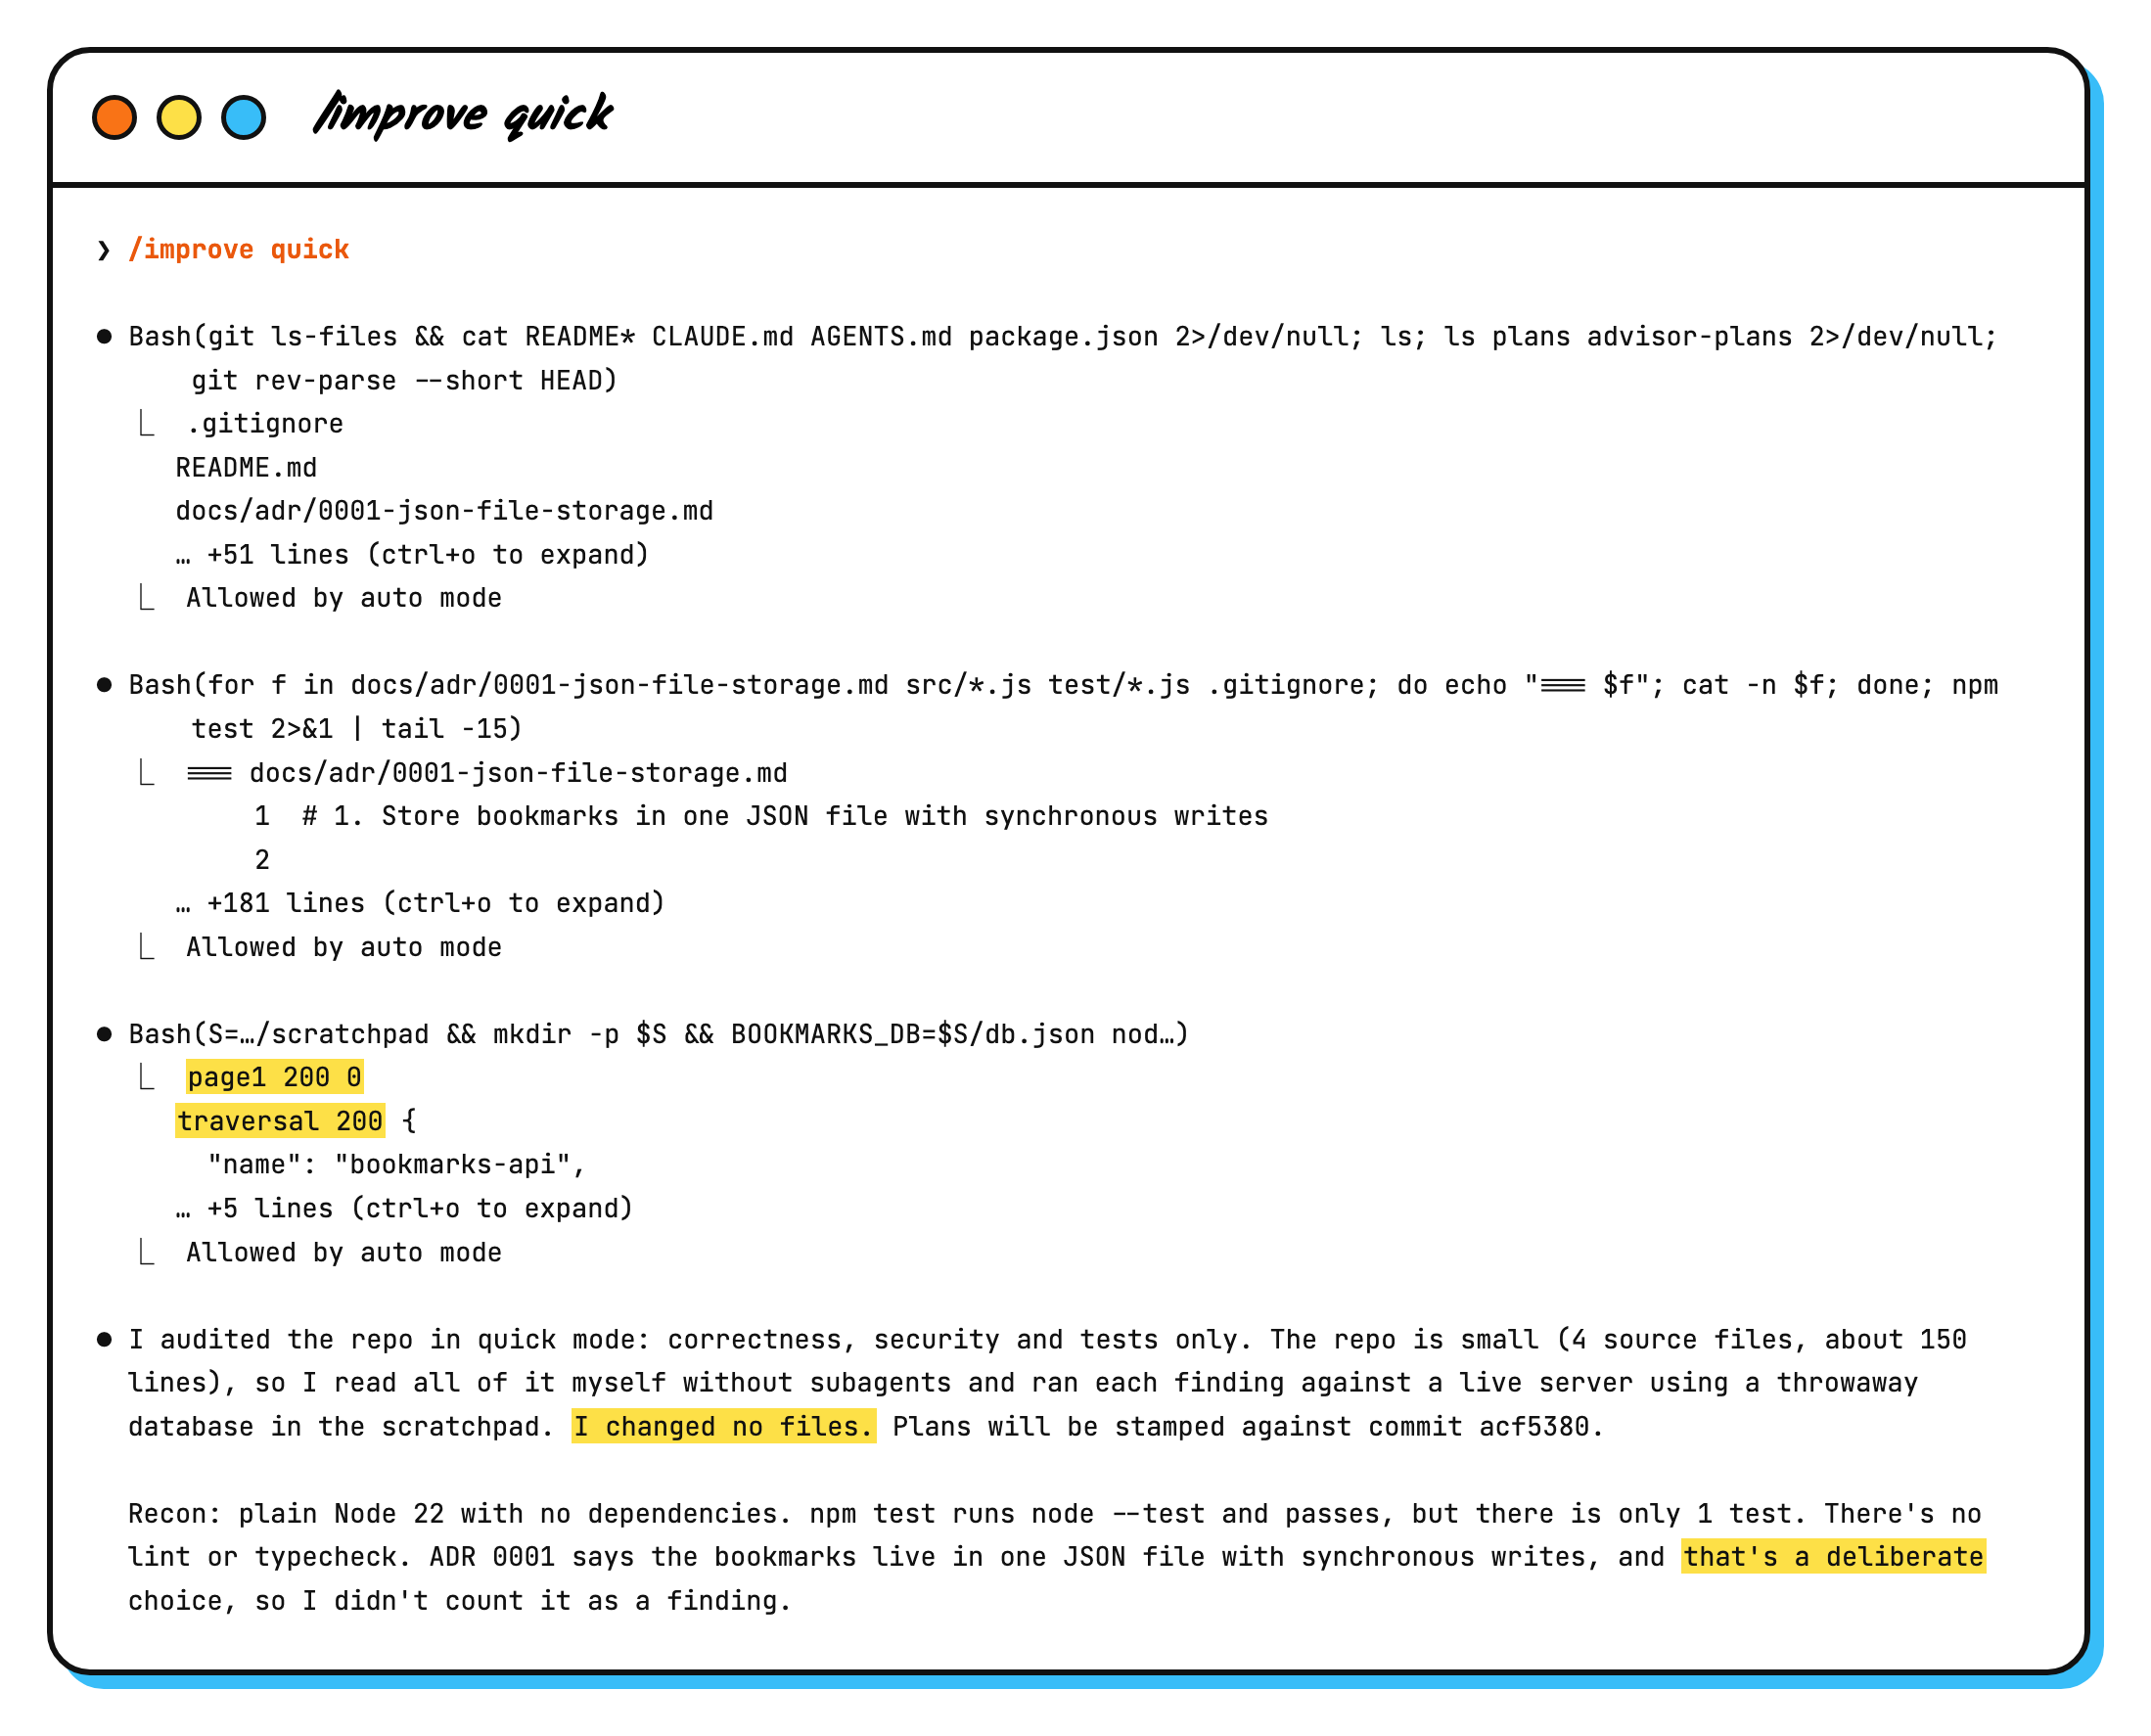 /improve quick
❯ /improve quick
● Bash(git ls-files && cat README* CLAUDE.md AGENTS.md package.json 2>/dev/null; ls; ls plans advisor-plans 2>/dev/null;
git rev-parse --short HEAD)
⎿ .gitignore
README.md
docs/adr/0001-json-file-storage.md
… +51 lines (ctrl+o to expand)
⎿ Allowed by auto mode
● Bash(for f in docs/adr/0001-json-file-storage.md src/*.js test/*.js .gitignore; do echo "=== $f"; cat -n $f; done; npm
test 2>&1 | tail -15)
⎿ === docs/adr/0001-json-file-storage.md
1 # 1. Store bookmarks in one JSON file with synchronous writes
2
… +181 lines (ctrl+o to expand)
⎿ Allowed by auto mode
● Bash(S=…/scratchpad && mkdir -p $S && BOOKMARKS_DB=$S/db.json nod…)
⎿ page1 200 0
traversal 200 {
"name": "bookmarks-api",
… +5 lines (ctrl+o to expand)
⎿ Allowed by auto mode
● I audited the repo in quick mode: correctness, security and tests only. The repo is small (4 source files, about 150
lines), so I read all of it myself without subagents and ran each finding against a live server using a throwaway
database in the scratchpad. I changed no files. Plans will be stamped against commit acf5380.
Recon: plain Node 22 with no dependencies. npm test runs node --test and passes, but there is only 1 test. There's no
lint or typecheck. ADR 0001 says the bookmarks live in one JSON file with synchronous writes, and that's a deliberate
choice, so I didn't count it as a finding.